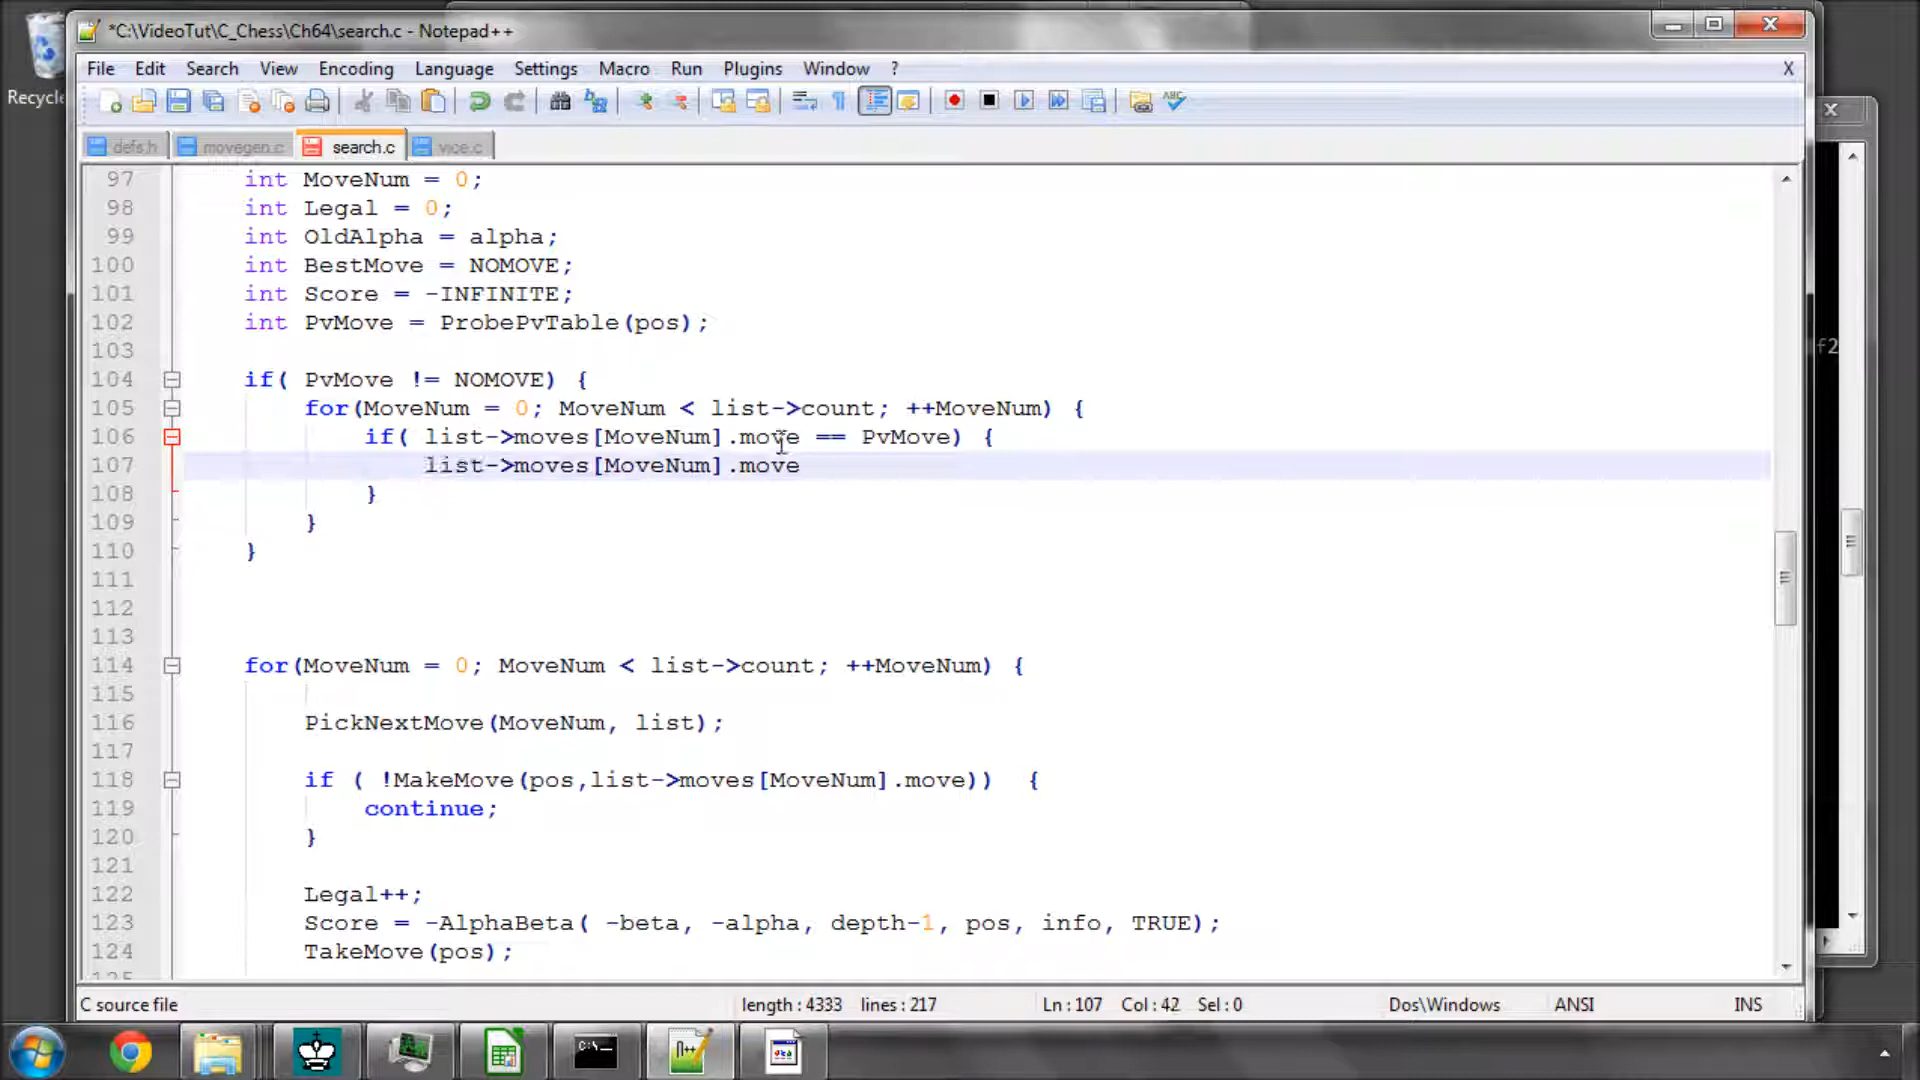 *C:\VideoTut\C_Chess\Ch64\search.c - Notepad++
File Edit Search View Encoding Language Settings Macro Run Plugins Window ? X
defs.h movegen.c search.c vice.c
Recycle
97 int MoveNum = 0;
98 int Legal = 0;
99 int OldAlpha = alpha;
100 int BestMove = NOMOVE;
101 int Score = -INFINITE;
102 int PvMove = ProbePvTable(pos);
103
104 if( PvMove != NOMOVE) {
105 for(MoveNum = 0; MoveNum < list->count; ++MoveNum) {
106 if( list->moves[MoveNum].move == PvMove) {
107 list->moves[MoveNum].move
108 }
109 }
110 }
111
112
113
114 for(MoveNum = 0; MoveNum < list->count; ++MoveNum) {
115
116 PickNextMove(MoveNum, list);
117
118 if ( !MakeMove(pos,list->moves[MoveNum].move)) {
119 continue;
120 }
121
122 Legal++;
123 Score = -AlphaBeta( -beta, -alpha, depth-1, pos, info, TRUE);
124 TakeMove(pos);
125
f2
C source file length : 4333 lines : 217 Ln : 107 Col : 42 Sel : 0 Dos\Windows ANSI INS